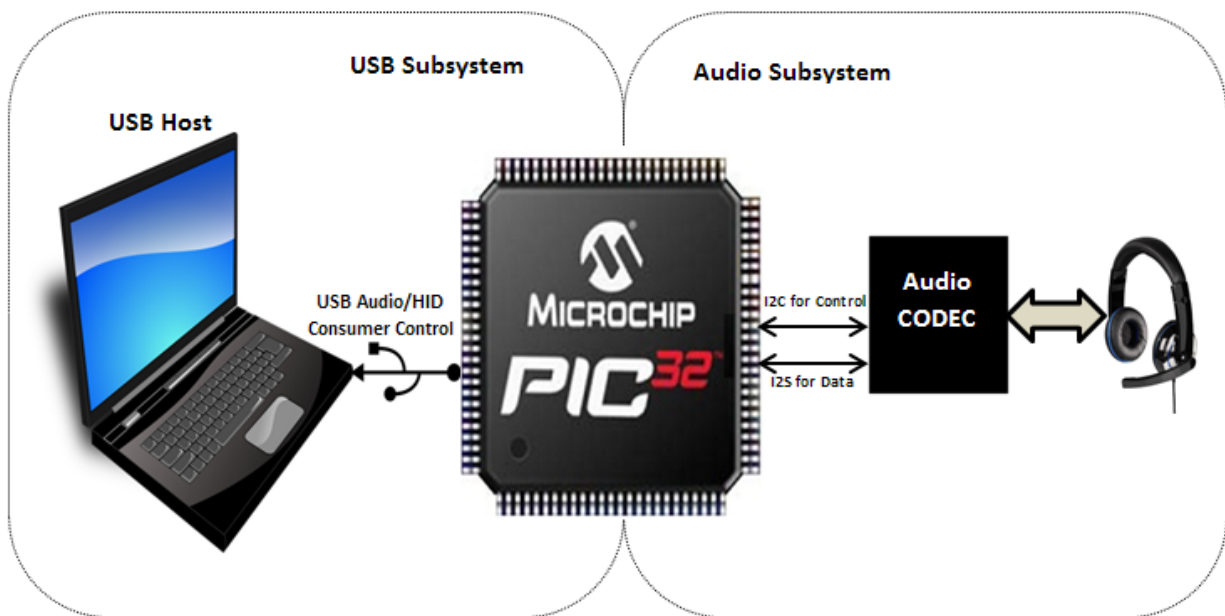 USB Subsystem
Audio Subsystem
USB Host
USB Audio/HID
Consumer Control
®
MICROCHIP
PIC32™
I2C for Control
I2S for Data
Audio
CODEC